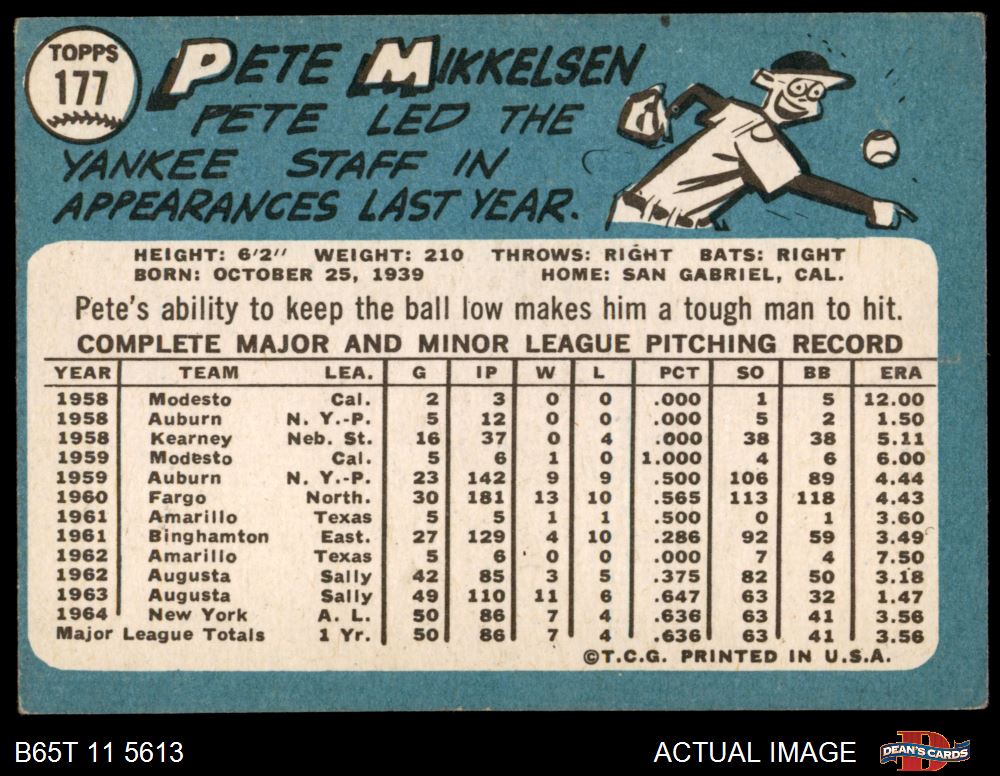 TOPPS
177
PETE MIKKELSEN
PETE LED THE
YANKEE STAFF IN
APPEARANCES LAST YEAR.
HEIGHT: 6'2" WEIGHT: 210 THROWS: RIGHT BATS: RIGHT
BORN: OCTOBER 25, 1939 HOME: SAN GABRIEL, CAL.
Pete's ability to keep the ball low makes him a tough man to hit.
COMPLETE MAJOR AND MINOR LEAGUE PITCHING RECORD
YEAR TEAM LEA. G IP W L PCT SO BB ERA
1958 Modesto Cal. 2 3 0 0 .000 1 5 12.00
1958 Auburn N. Y.-P. 5 12 0 0 .000 5 2 1.50
1958 Kearney Neb. St. 16 37 0 4 .000 38 38 5.11
1959 Modesto Cal. 5 6 1 0 1.000 4 6 6.00
1959 Auburn N. Y.-P. 23 142 9 9 .500 106 89 4.44
1960 Fargo North. 30 181 13 10 .565 113 118 4.43
1961 Amarillo Texas 5 5 1 1 .500 0 1 3.60
1961 Binghamton East. 27 129 4 10 .286 92 59 3.49
1962 Amarillo Texas 5 6 0 0 .000 7 4 7.50
1962 Augusta Sally 42 85 3 5 .375 82 50 3.18
1963 Augusta Sally 49 110 11 6 .647 63 32 1.47
1964 New York A. L. 50 86 7 4 .636 63 41 3.56
Major League Totals 1 Yr. 50 86 7 4 .636 63 41 3.56
©T.C.G. PRINTED IN U.S.A.
B65T 11 5613 ACTUAL IMAGE DEAN'S CARDS